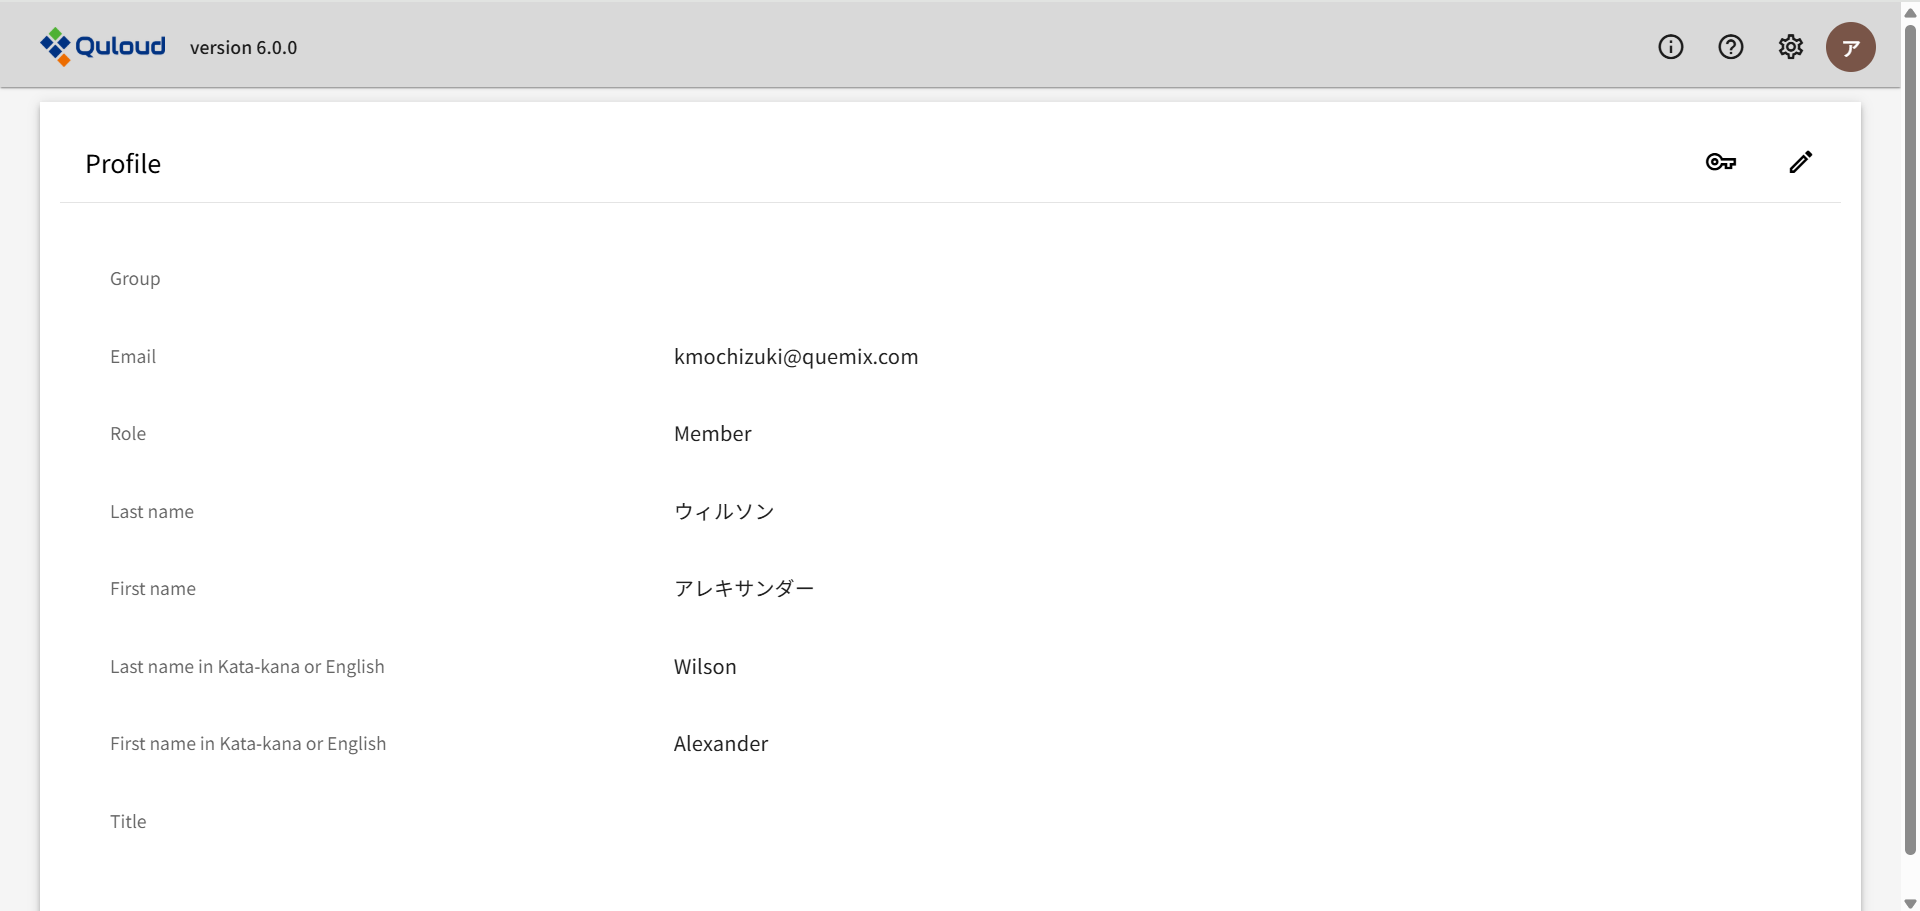 Quloud version 6.0.0
ア
Profile
Group
Email kmochizuki@quemix.com
Role Member
Last name ウィルソン
First name アレキサンダー
Last name in Kata-kana or English Wilson
First name in Kata-kana or English Alexander
Title